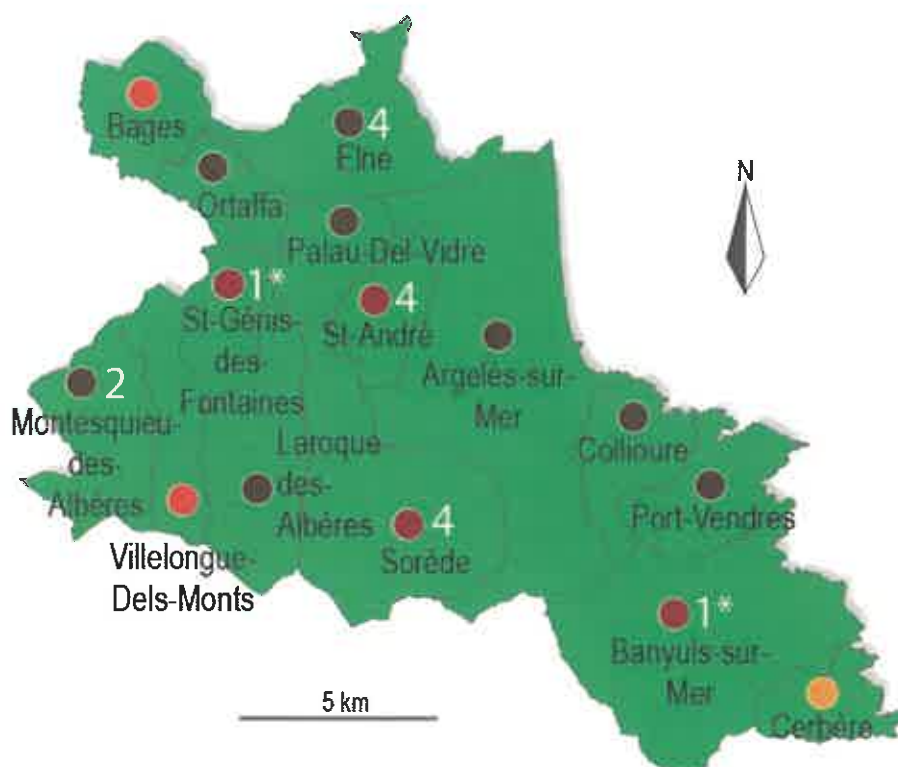 Bages
4
Elne
Ortaffa
N
Palau-Del-Vidre
1*
St-Génis-
des-
Fontaines
4
St-André
Argelès-sur-
Mer
2
Montesquieu-
des-
Albères
Laroque-
des-
Albères
Collioure
Port-Vendres
4
Sorède
Villelongue-
Dels-Monts
1*
Banyuls-sur-
Mer
5 km
Cerbère